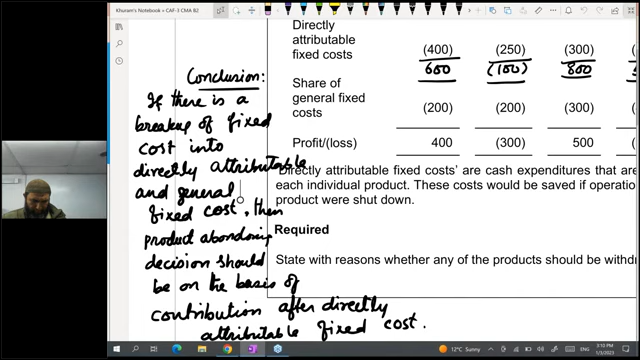 Khuram's Notebook « CAF-3 CMA B2
Directly
attributable
fixed costs (400) (250) (300)
600 (100) 800
Share of
general fixed
costs (200) (200) (300)
Profit/(loss) 400 (300) 500
Directly attributable fixed costs' are cash expenditures that are
each individual product. These costs would be saved if operatio
product were shut down.
Required
State with reasons whether any of the products should be withd
Conclusion:
If there is a
breakup of fixed
cost into
directly attributable
and general
fixed cost, then
product abandoning
decision should
be on the basis of
contribution after directly
attributable fixed cost.
12°C Sunny
3:10 PM
1/3/2023